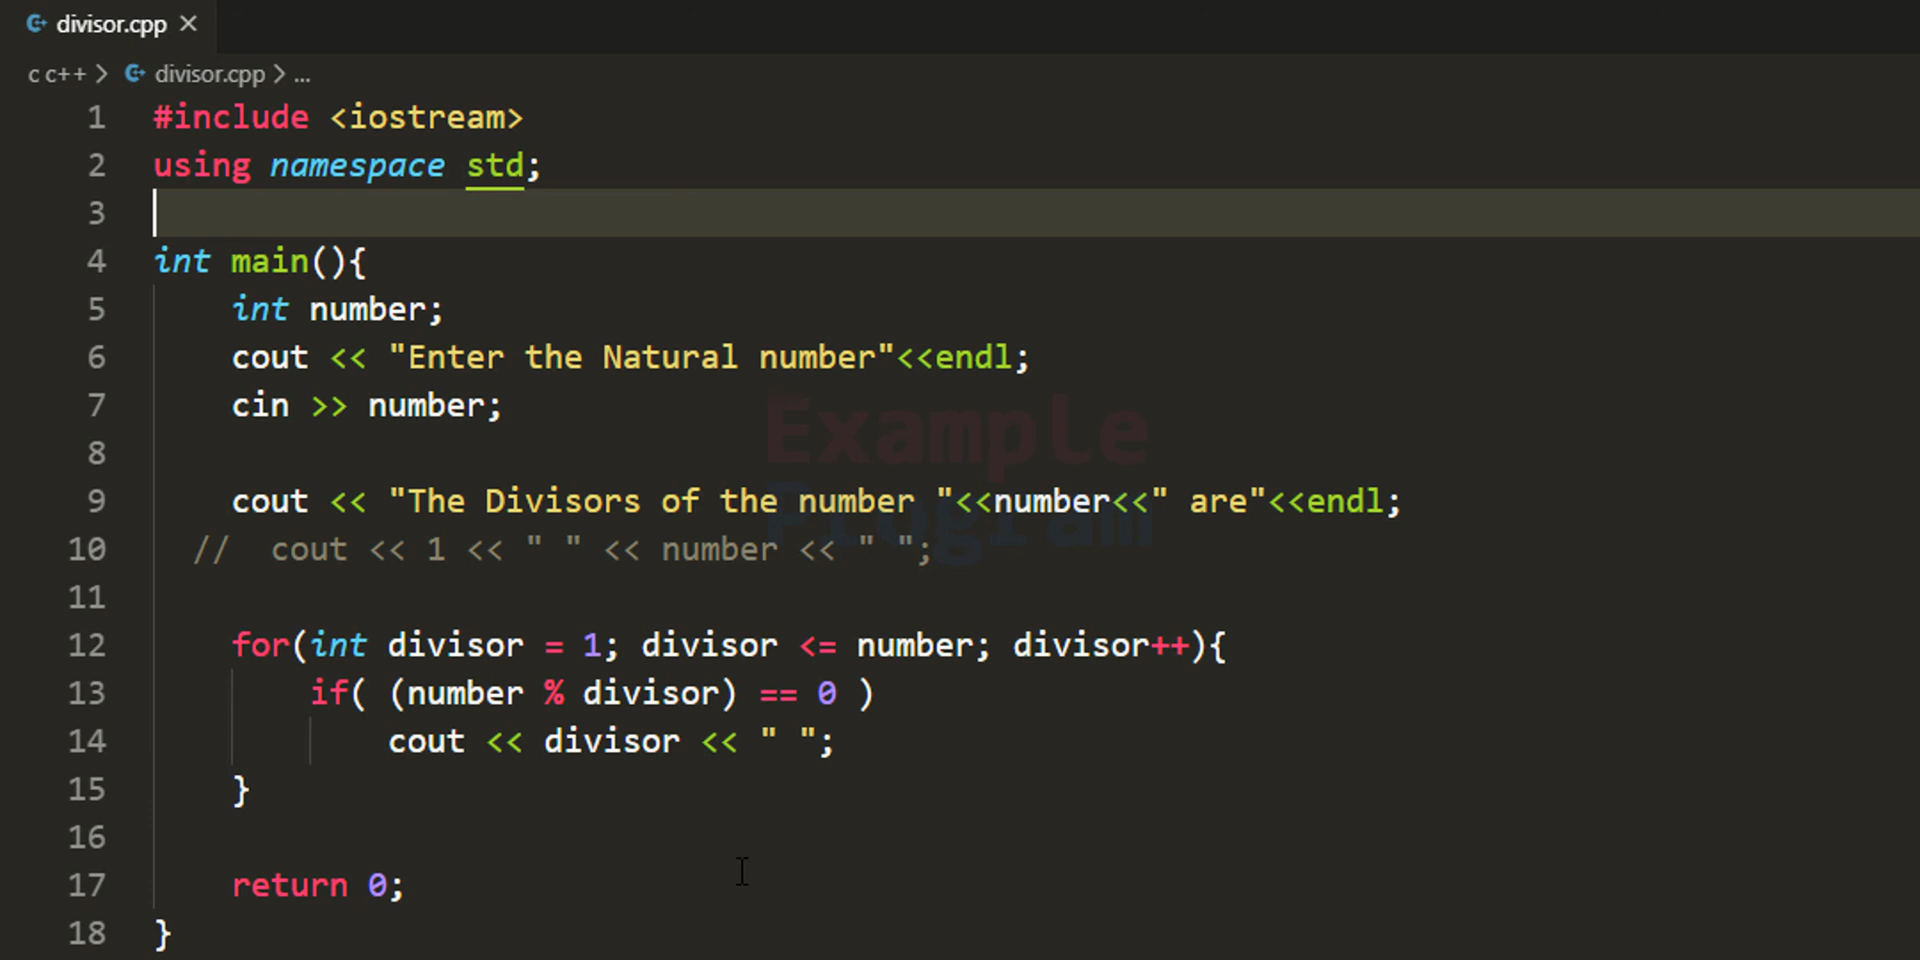 divisor.cpp ×
c c++ > divisor.cpp > ...
1 #include <iostream>
2 using namespace std;
3
4 int main(){
5 int number;
6 cout << "Enter the Natural number"<<endl;
7 cin >> number;
8
9 cout << "The Divisors of the number "<<number<<" are"<<endl;
10 // cout << 1 << " " << number << " ";
11
12 for(int divisor = 1; divisor <= number; divisor++){
13 if( (number % divisor) == 0 )
14 cout << divisor << " ";
15 }
16
17 return 0;
18 }
Example
Program